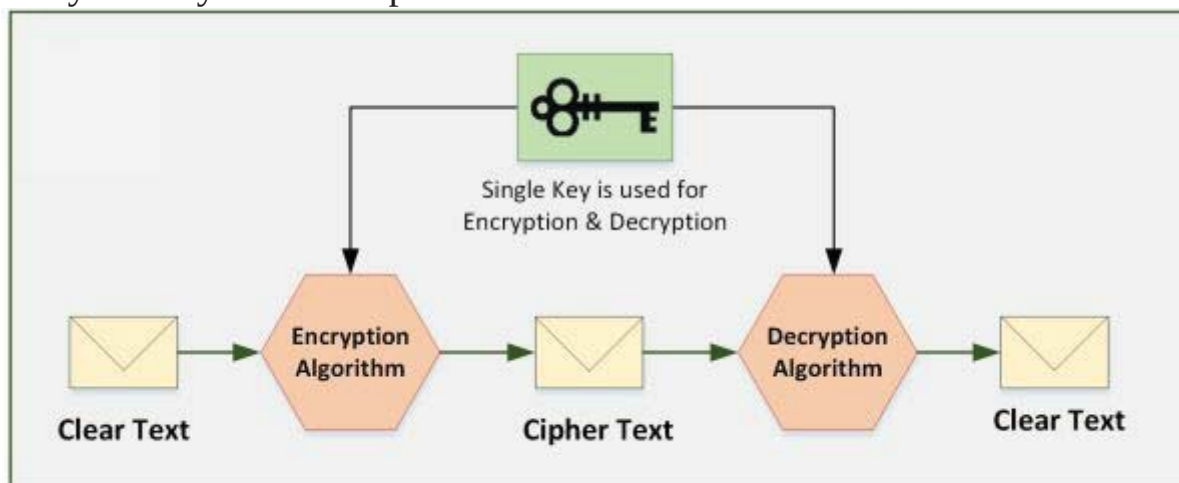 Single Key is used for
Encryption & Decryption
Encryption
Algorithm
Decryption
Algorithm
Clear Text
Cipher Text
Clear Text